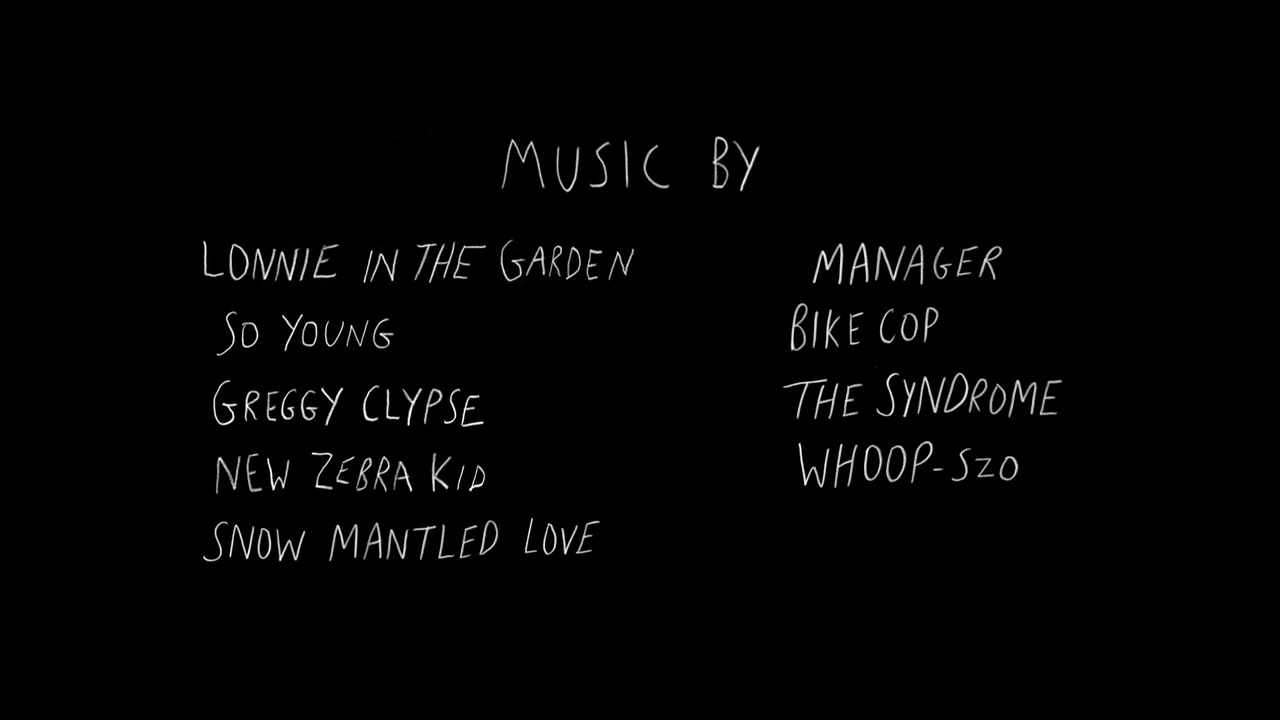 MUSIC BY
LONNIE IN THE GARDEN
SO YOUNG
GREGGY CLYPSE
NEW ZEBRA KID
SNOW MANTLED LOVE
MANAGER
BIKE COP
THE SYNDROME
WHOOP-SZO